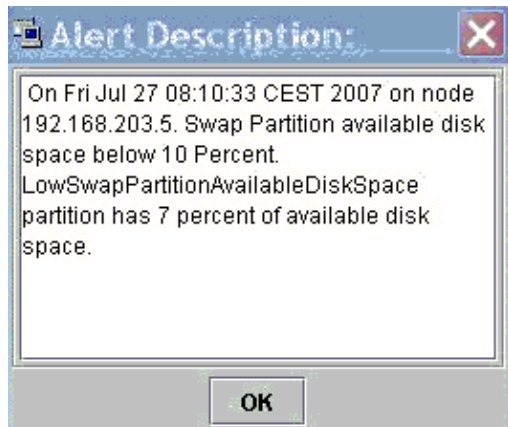 Alert Description:
On Fri Jul 27 08:10:33 CEST 2007 on node
192.168.203.5. Swap Partition available disk
space below 10 Percent.
LowSwapPartitionAvailableDiskSpace
partition has 7 percent of available disk
space.
OK